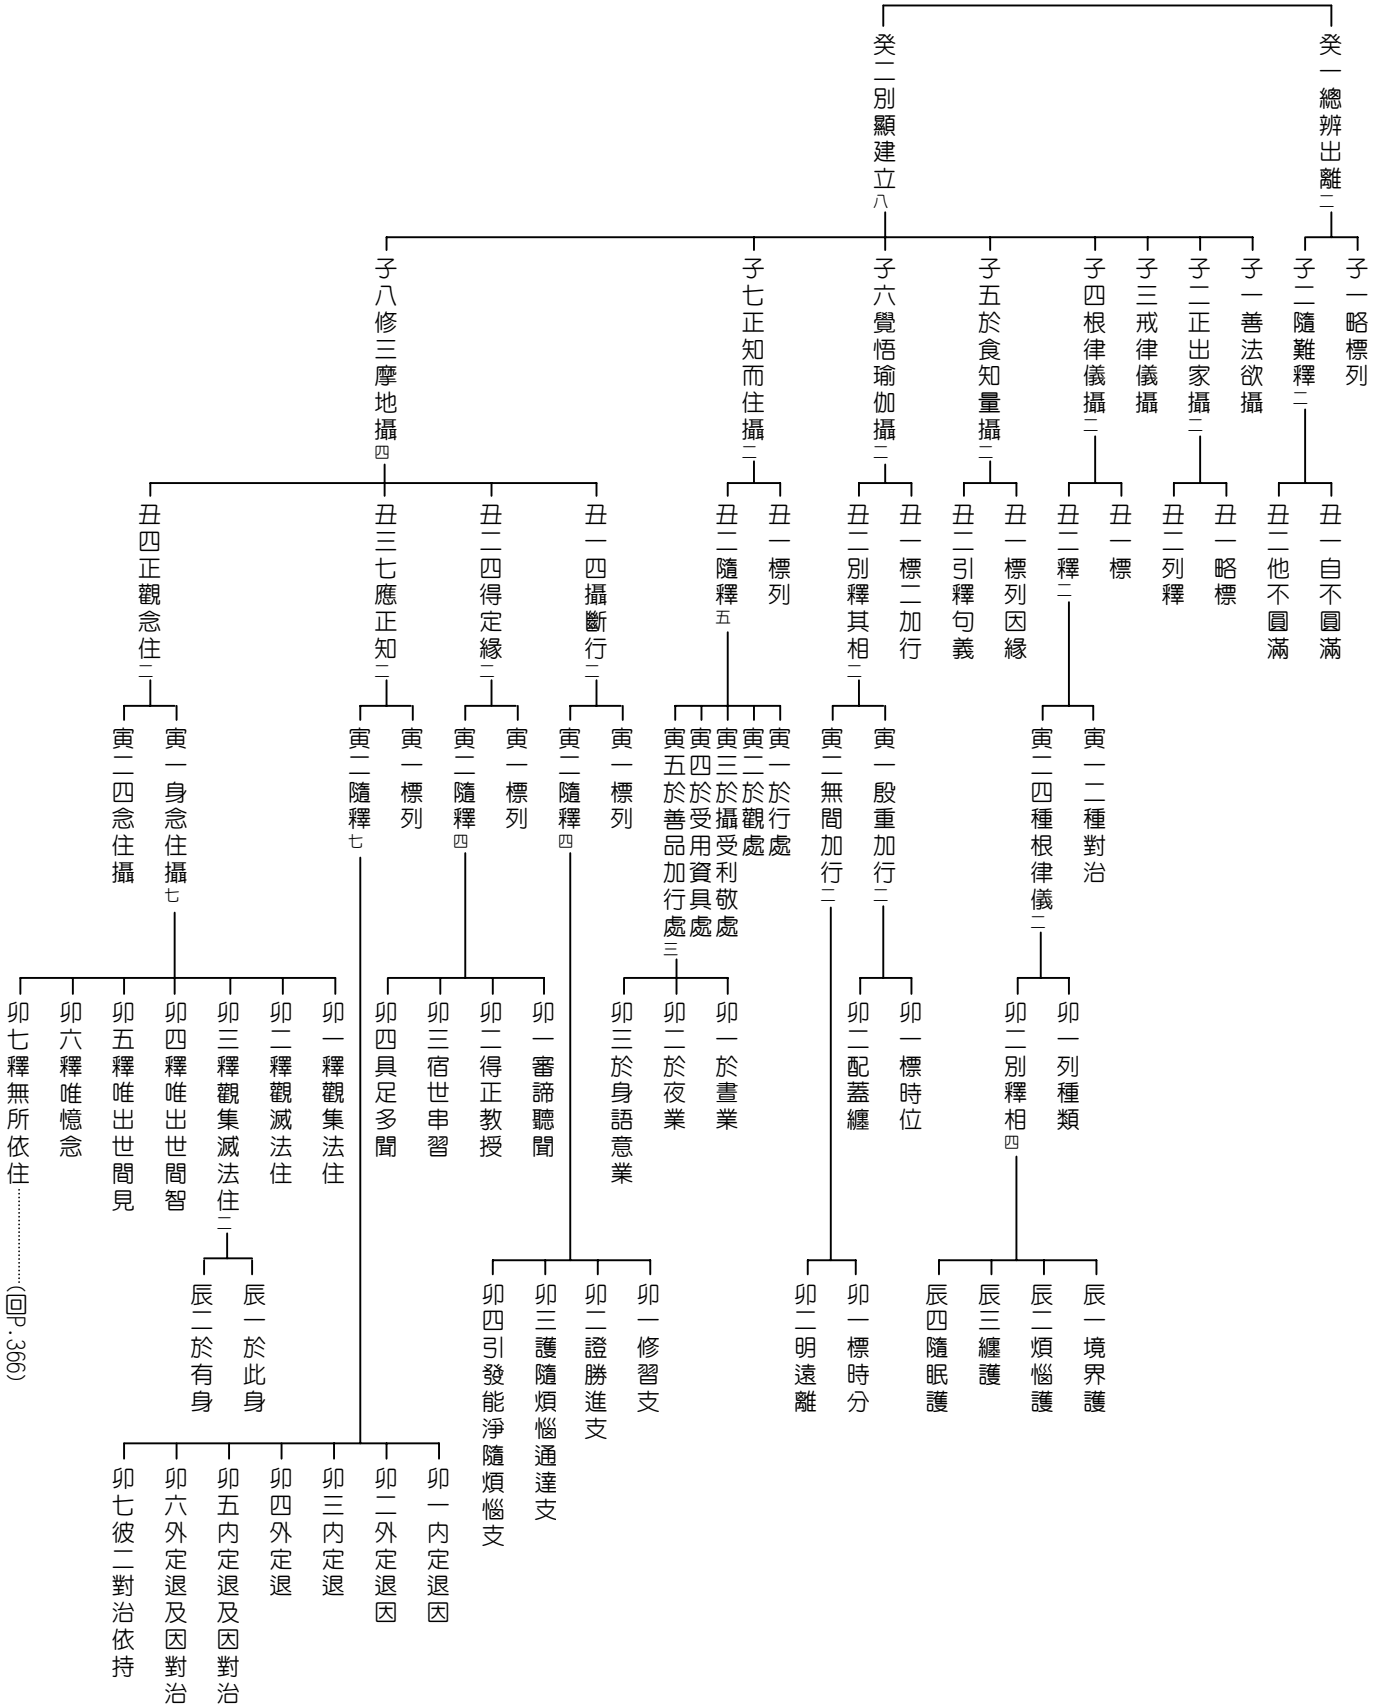 癸一總辨出離二
子一略標列
子二隨難釋二
丑一自不圓滿
丑二他不圓滿
癸二別顯建立八
子一善法欲攝
子二正出家攝二
丑一略標
丑二列釋
子三戒律儀攝
子四根律儀攝二
丑一標
丑二釋二
寅一二種對治
寅二四種根律儀二
卯一列種類
卯二別釋相四
辰一境界護
辰二煩惱護
辰三纏護
辰四隨眠護
子五於食知量攝二
丑一標列因緣
丑二引釋句義
子六覺悟瑜伽攝二
丑一標二加行
丑二別釋其相二
寅一殷重加行二
卯一標時位
卯二配蓋纏
寅二無間加行二
卯一標時分
卯二明遠離
子七正知而住攝二
丑一標列
丑二隨釋五
寅一於行處
寅二於觀處
寅三於攝受利敬處
寅四於受用資具處
寅五於善品加行處三
卯一於晝業
卯二於夜業
卯三於身語意業
子八修三摩地攝四
丑一四攝斷行二
寅一標列
寅二隨釋四
卯一修習支
卯二證勝進支
卯三護隨煩惱通達支
卯四引發能淨隨煩惱支
丑二四得定緣二
寅一標列
寅二隨釋四
卯一審諦聽聞
卯二得正教授
卯三宿世串習
卯四具足多聞
丑三七應正知二
寅一標列
寅二隨釋七
卯一內定退因
卯二外定退因
卯三內定退
卯四外定退
卯五內定退及因對治
卯六外定退及因對治
卯七彼二對治依持
丑四正觀念住二
寅一身念住攝七
卯一釋觀集法住
卯二釋觀滅法住
卯三釋觀集滅法住二
辰一於此身
辰二於有身
卯四釋唯出世間智
卯五釋唯出世間見
卯六釋唯憶念
卯七釋無所依住………(回P.366)
寅二四念住攝